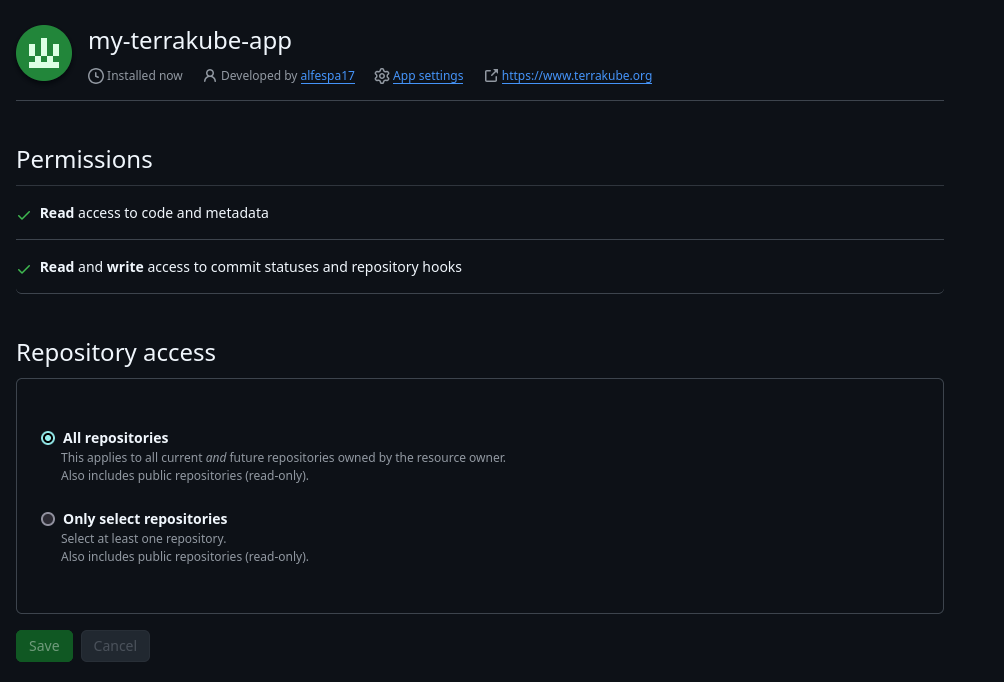 my-terrakube-app
Installed now Developed by alfespa17 App settings https://www.terrakube.org
Permissions
Read access to code and metadata
Read and write access to commit statuses and repository hooks
Repository access
All repositories
This applies to all current and future repositories owned by the resource owner.
Also includes public repositories (read-only).
Only select repositories
Select at least one repository.
Also includes public repositories (read-only).
Save Cancel